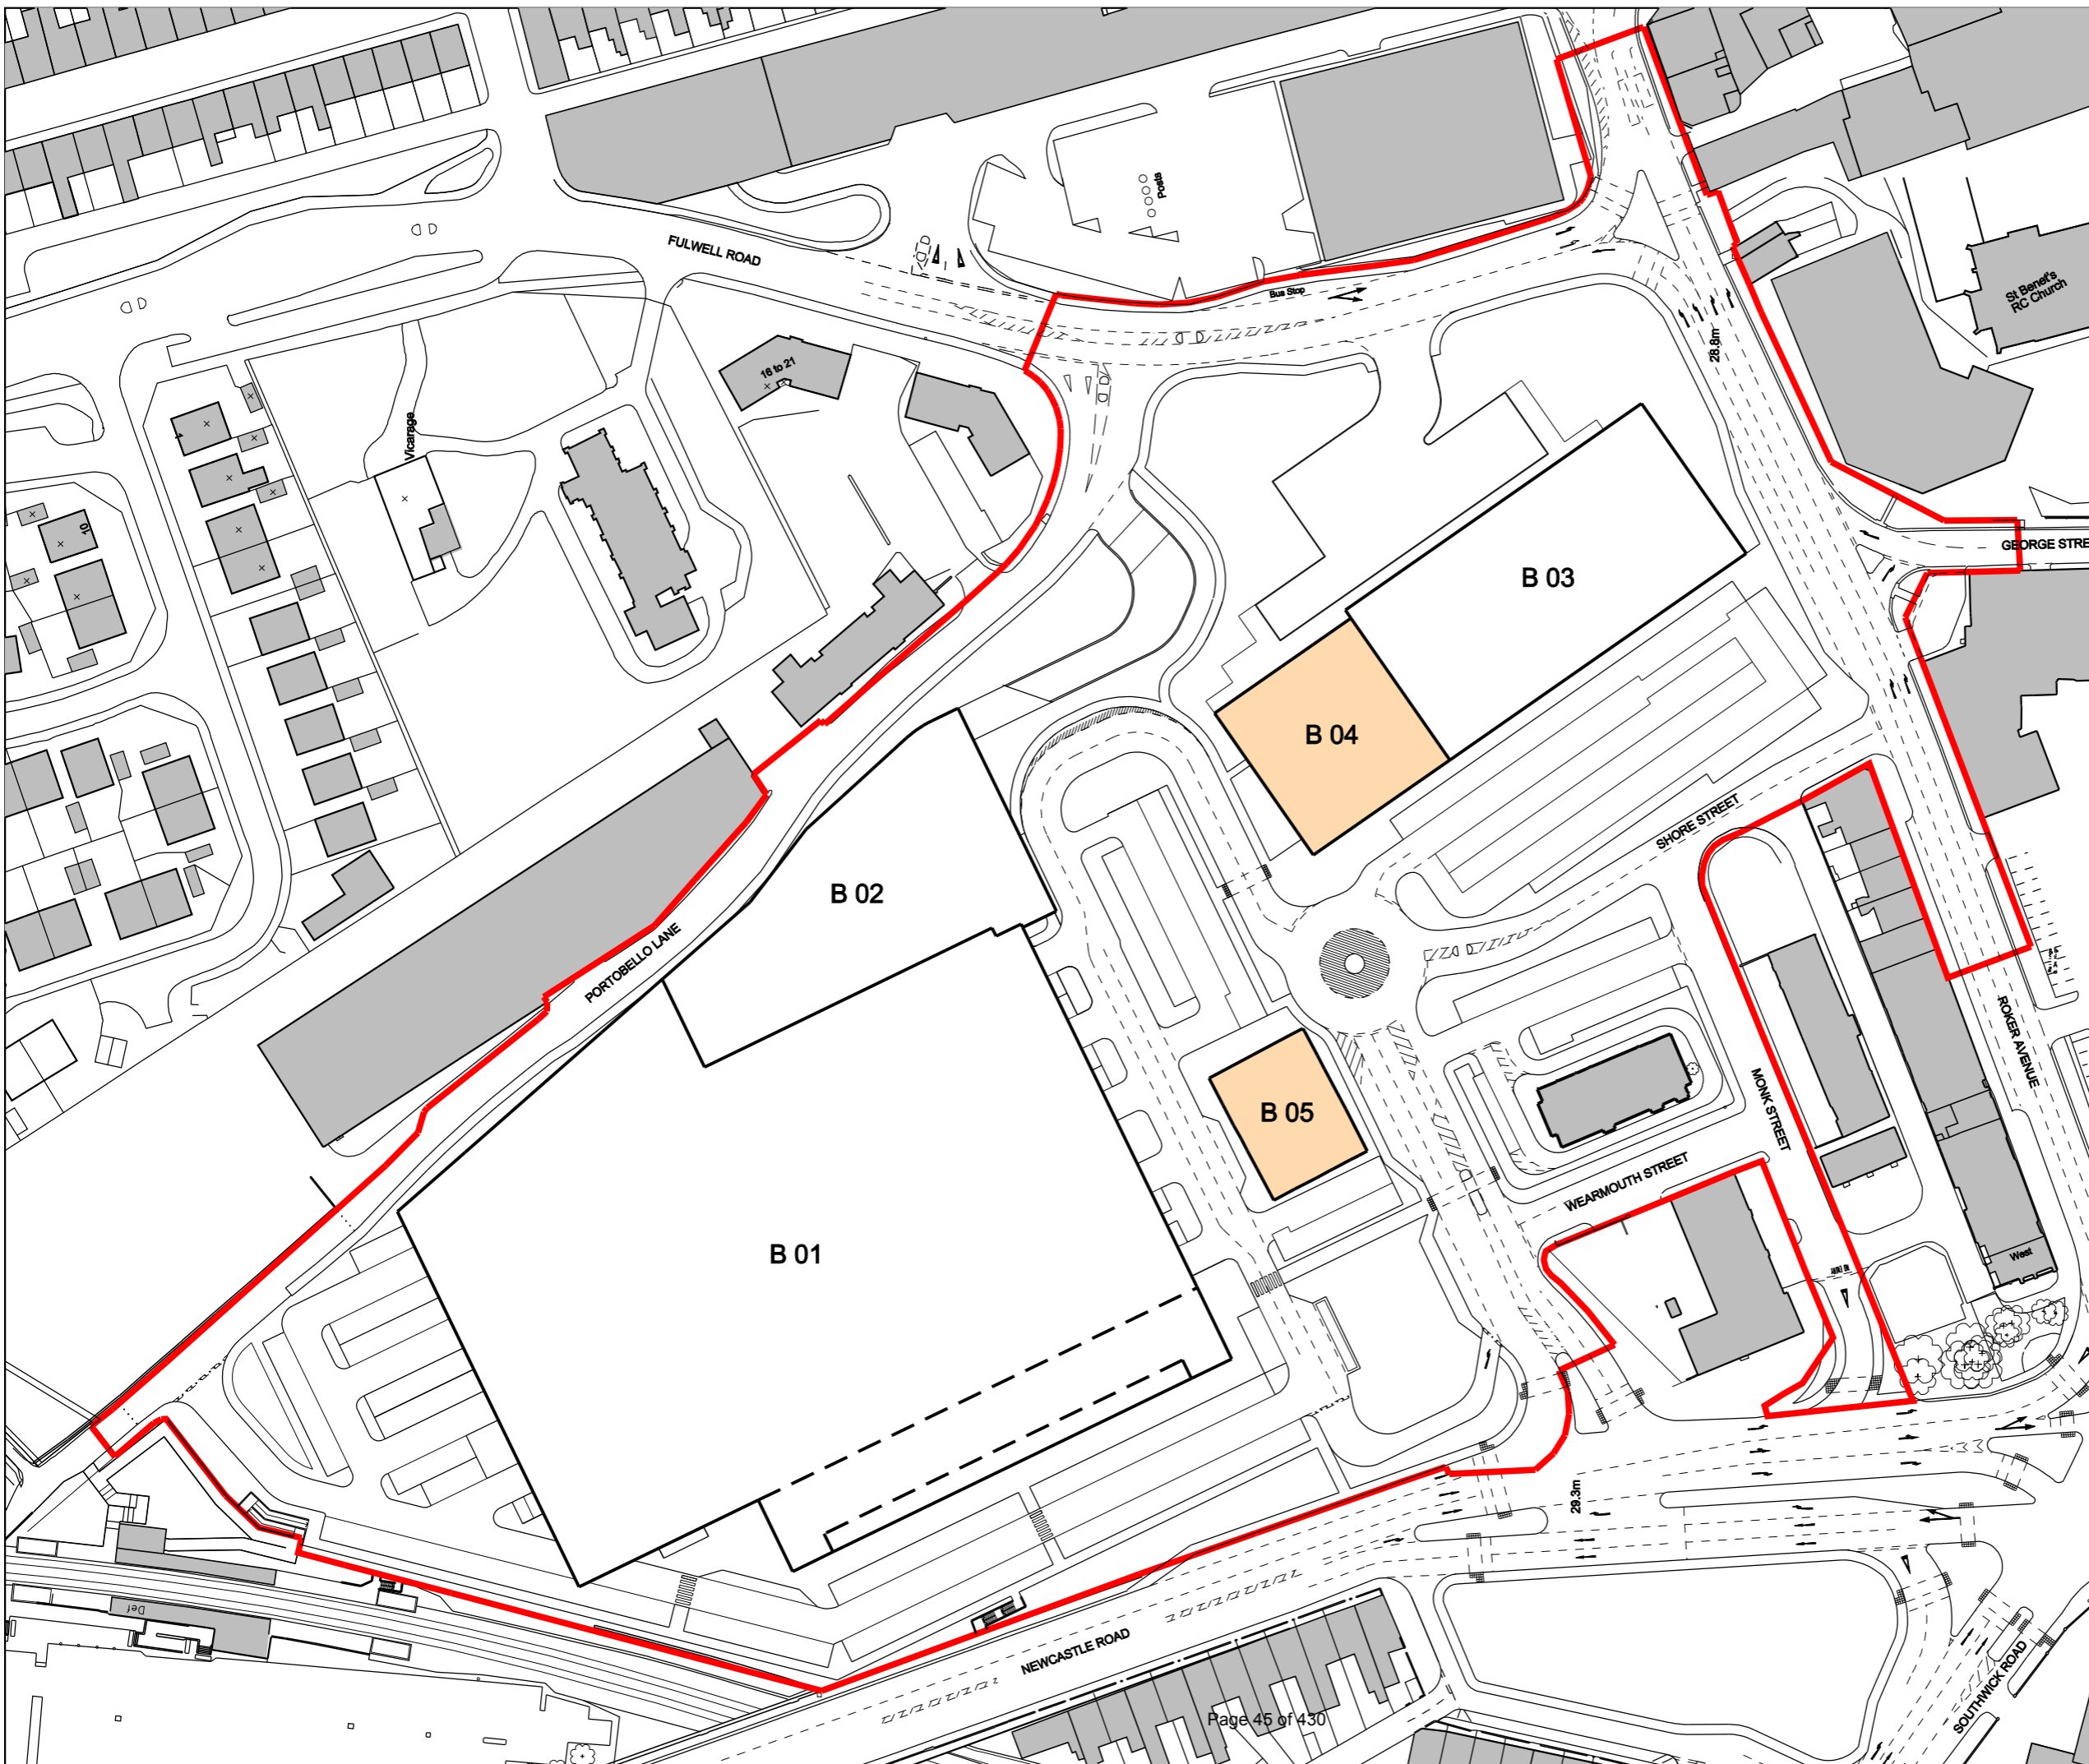 FULWELL ROAD
Posts
Bus Stop
28.8m
St Benet's
RC Church
16 to 21
Vicarage
1
10
GEORGE STRE
B 03
B 04
SHORE STREET
B 02
PORTOBELLO LANE
ROKER AVENUE
B 05
MONK STREET
WEARMOUTH STREET
B 01
West
29.3m
Def
NEWCASTLE ROAD
SOUTHWICK ROAD
Page 45 of 430